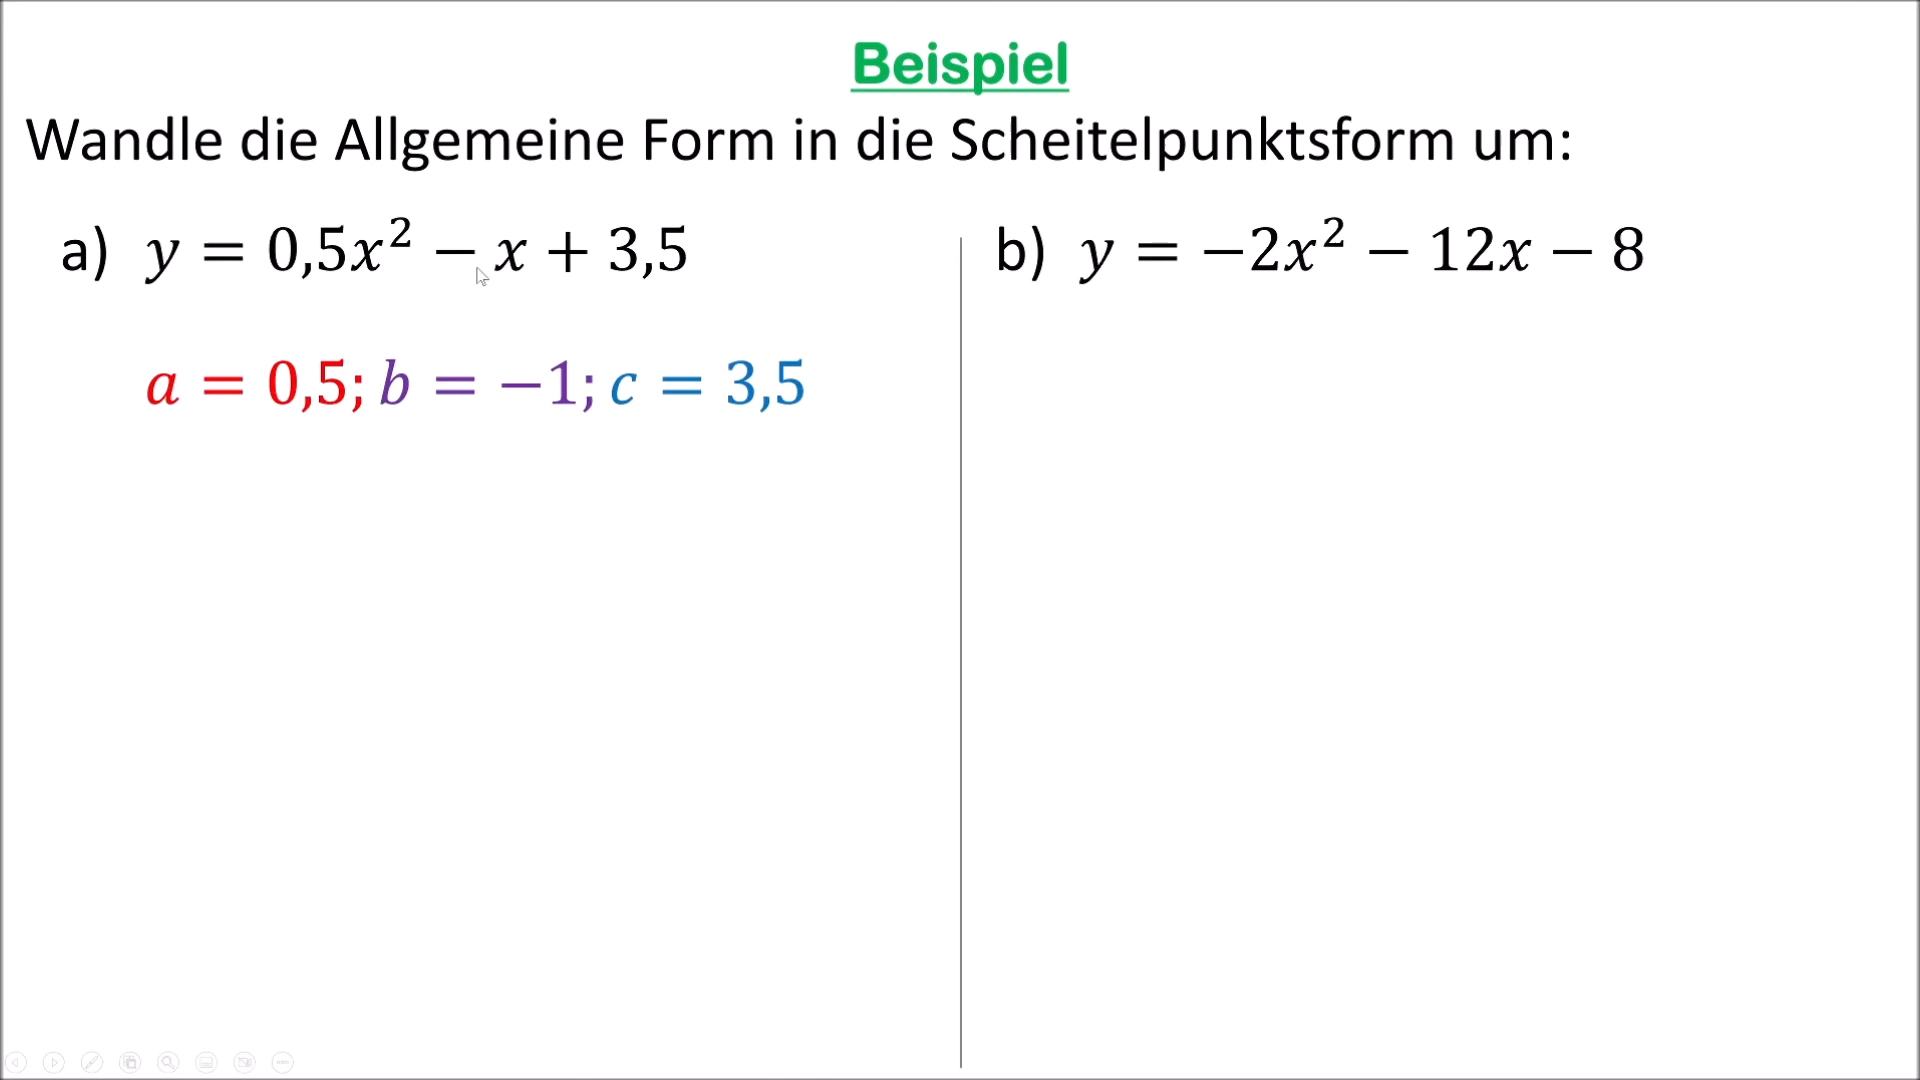 Beispiel
Wandle die Allgemeine Form in die Scheitelpunktsform um:
a) y = 0,5x² − x + 3,5
a = 0,5; b = −1; c = 3,5
b) y = −2x² − 12x − 8